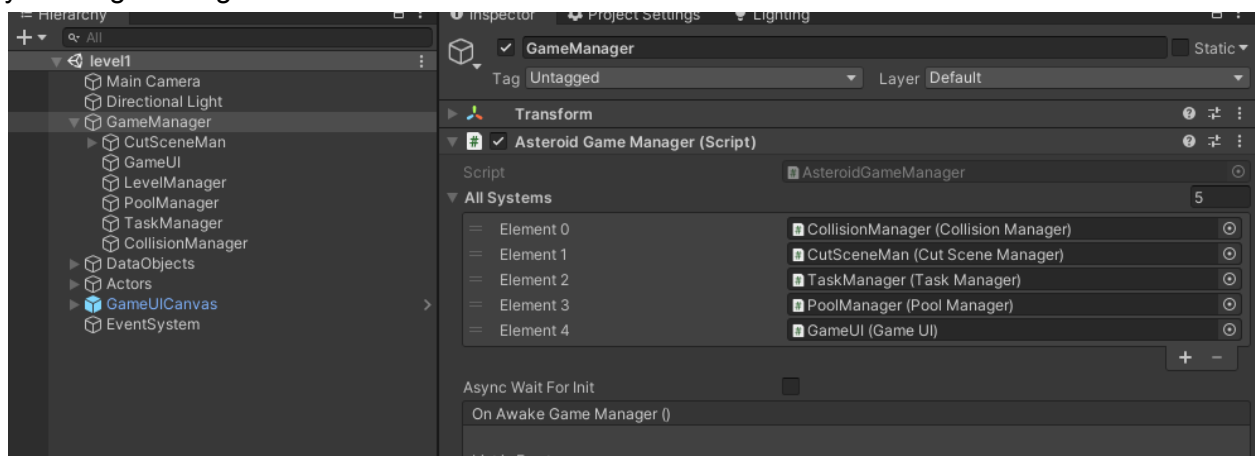 Hierarchy
Inspector Project Settings Lighting
All
level1
Main Camera
Directional Light
GameManager
CutSceneMan
GameUI
LevelManager
PoolManager
TaskManager
CollisionManager
DataObjects
Actors
GameUICanvas
EventSystem
GameManager Static
Tag Untagged Layer Default
Transform
# Asteroid Game Manager (Script)
Script # AsteroidGameManager
All Systems 5
Element 0 # CollisionManager (Collision Manager)
Element 1 # CutSceneMan (Cut Scene Manager)
Element 2 # TaskManager (Task Manager)
Element 3 # PoolManager (Pool Manager)
Element 4 # GameUI (Game UI)
+ −
Async Wait For Init
On Awake Game Manager ()